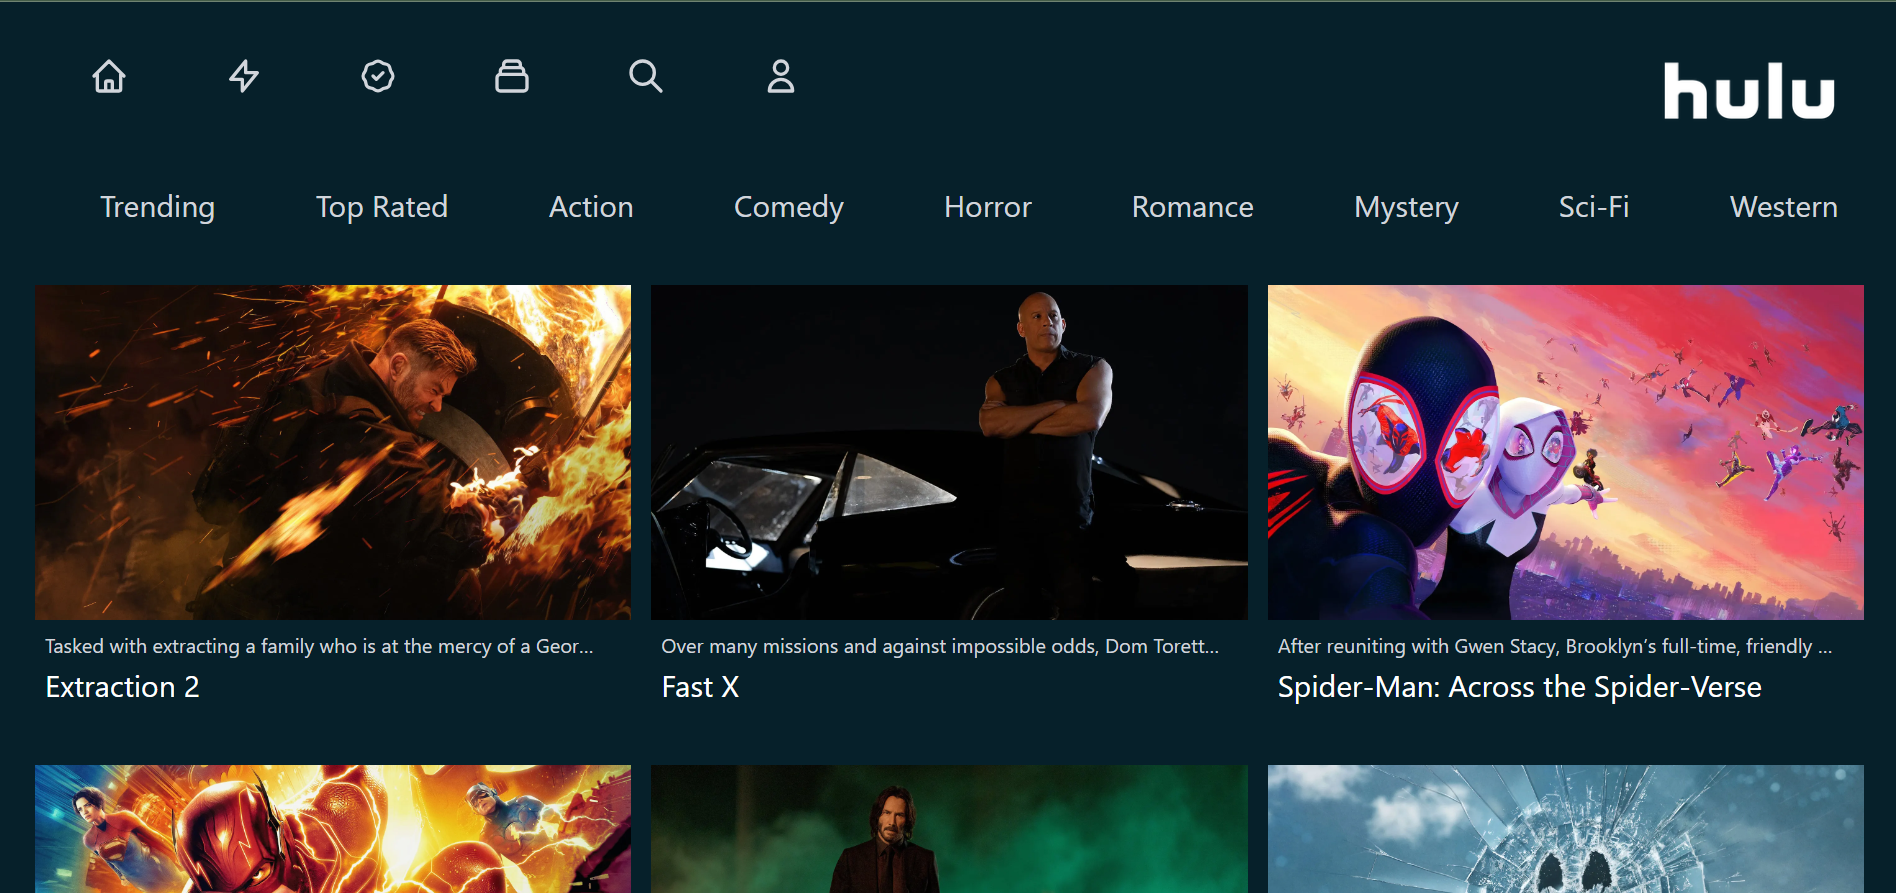 hulu
Trending Top Rated Action Comedy Horror Romance Mystery Sci-Fi Western
Tasked with extracting a family who is at the mercy of a Geor...
Extraction 2
Over many missions and against impossible odds, Dom Torett...
Fast X
After reuniting with Gwen Stacy, Brooklyn’s full-time, friendly ...
Spider-Man: Across the Spider-Verse